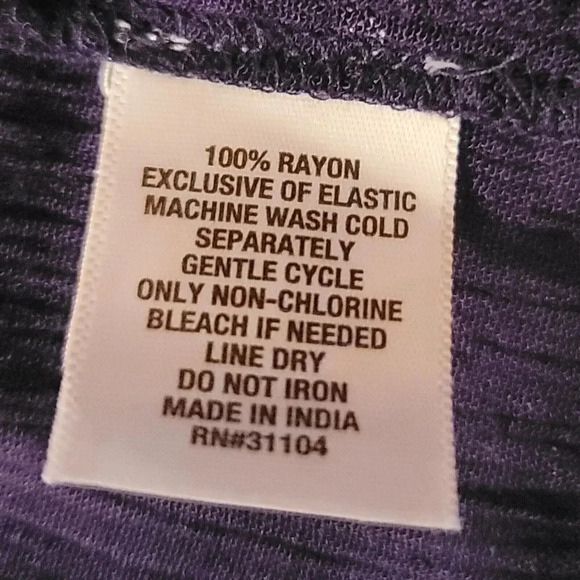 100% RAYON
EXCLUSIVE OF ELASTIC
MACHINE WASH COLD
SEPARATELY
GENTLE CYCLE
ONLY NON-CHLORINE
BLEACH IF NEEDED
LINE DRY
DO NOT IRON
MADE IN INDIA
RN#31104